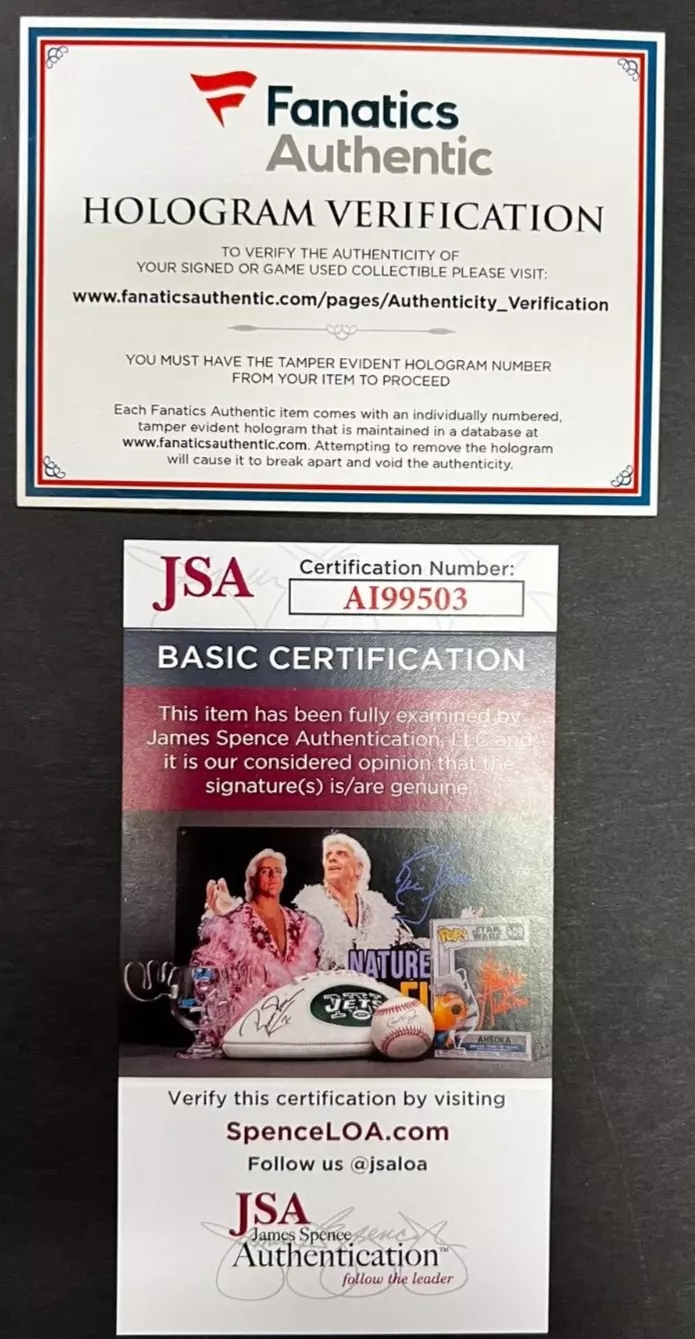 Fanatics
Authentic
HOLOGRAM VERIFICATION
TO VERIFY THE AUTHENTICITY OF
YOUR SIGNED OR GAME USED COLLECTIBLE PLEASE VISIT:
www.fanaticsauthentic.com/pages/Authenticity_Verification
YOU MUST HAVE THE TAMPER EVIDENT HOLOGRAM NUMBER
FROM YOUR ITEM TO PROCEED
Each Fanatics Authentic item comes with an individually numbered,
tamper evident hologram that is maintained in a database at
www.fanaticsauthentic.com. Attempting to remove the hologram
will cause it to break apart and void the authenticity.
JSA
Certification Number:
AI99503
BASIC CERTIFICATION
This item has been fully examined by
James Spence Authentication, LLC and
it is our considered opinion that the
signature(s) is/are genuine.
NATURE
JETS
POP!
STAR
WARS
409
AHSOKA
Verify this certification by visiting
SpenceLOA.com
Follow us @jsaloa
JSA
James Spence
Authentication™
follow the leader